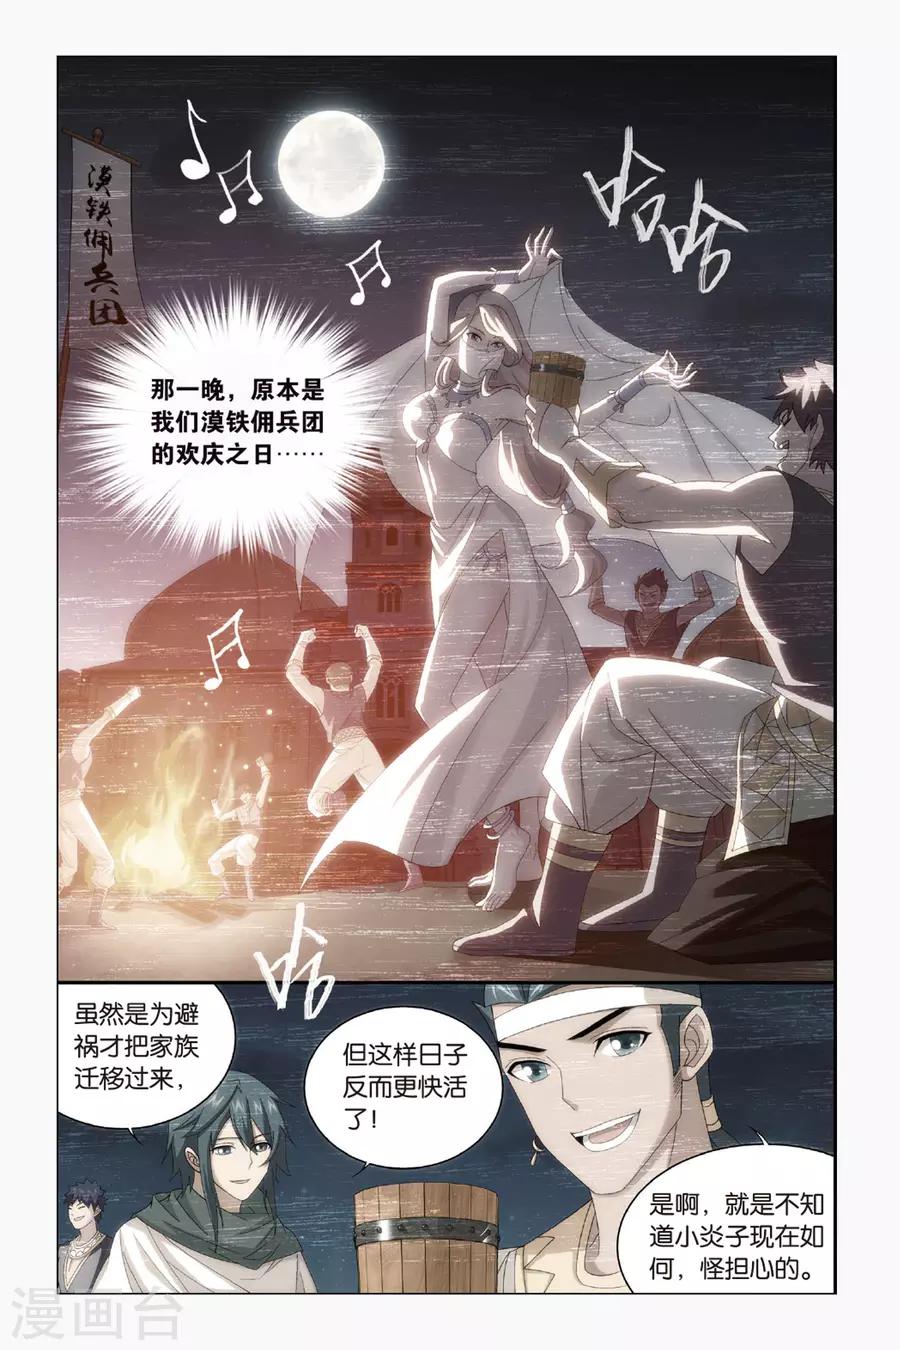 漠铁佣兵团
哈哈
那一晚，原本是
我们漠铁佣兵团
的欢庆之日……
哈
虽然是为避
祸才把家族
迁移过来，
但这样日子
反而更快活
了！
是啊，就是不知
道小炎子现在如
何，怪担心的。
漫画台